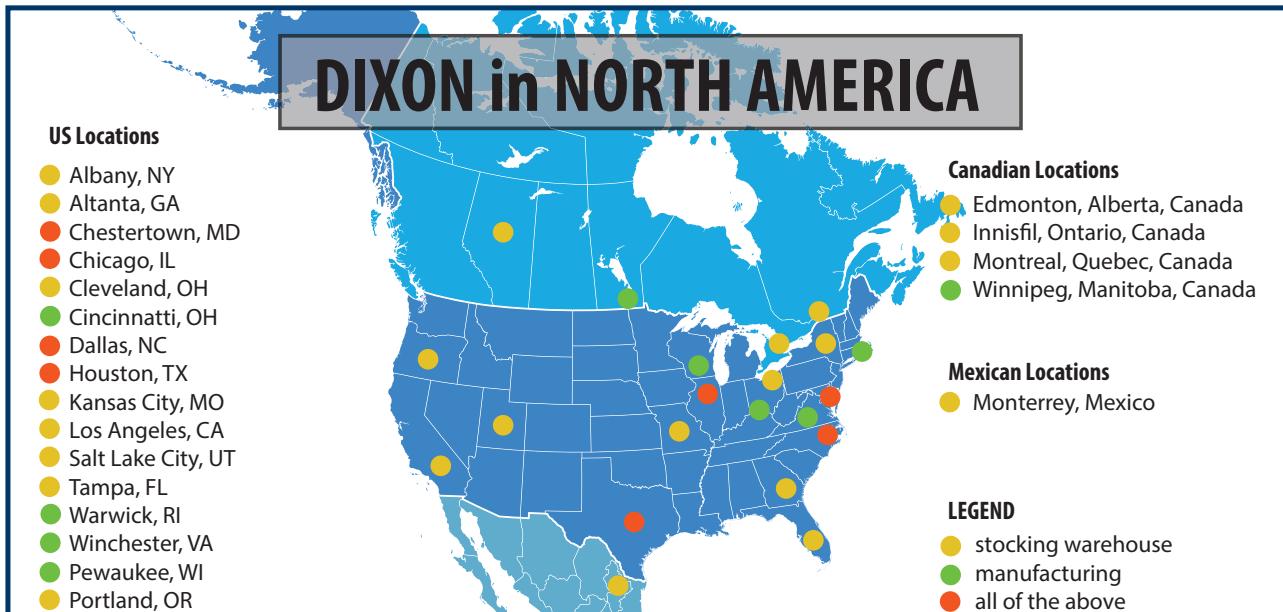 DIXON in NORTH AMERICA
US Locations
Albany, NY
Altanta, GA
Chestertown, MD
Chicago, IL
Cleveland, OH
Cincinnatti, OH
Dallas, NC
Houston, TX
Kansas City, MO
Los Angeles, CA
Salt Lake City, UT
Tampa, FL
Warwick, RI
Winchester, VA
Pewaukee, WI
Portland, OR
Canadian Locations
Edmonton, Alberta, Canada
Innisfil, Ontario, Canada
Montreal, Quebec, Canada
Winnipeg, Manitoba, Canada
Mexican Locations
Monterrey, Mexico
LEGEND
stocking warehouse
manufacturing
all of the above